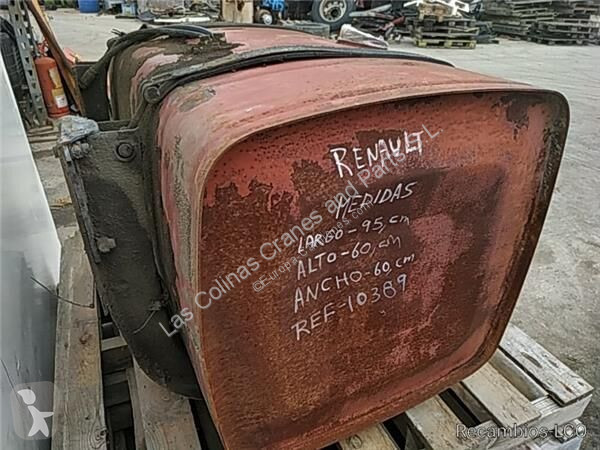 RENAULT
MEDIDAS
LARGO-95,cm
ALTO-60,cm
ANCHO-60,cm
REF-10389
Las Colinas Cranes and Parts, L
Recambios-LCC